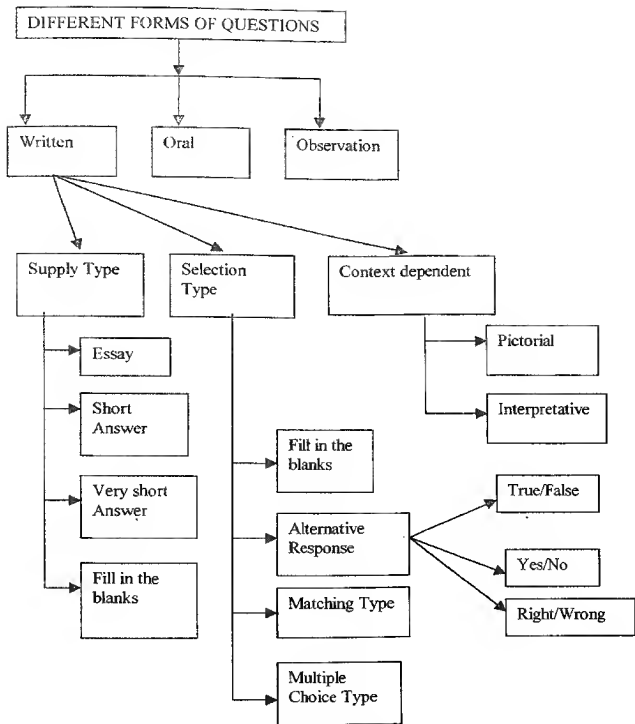 DIFFERENT FORMS OF QUESTIONS
Written
Oral
Observation
Supply Type
Selection
Type
Context dependent
Essay
Short
Answer
Very short
Answer
Fill in the
blanks
Fill in the
blanks
Alternative
Response
Matching Type
Multiple
Choice Type
Pictorial
Interpretative
True/False
Yes/No
Right/Wrong